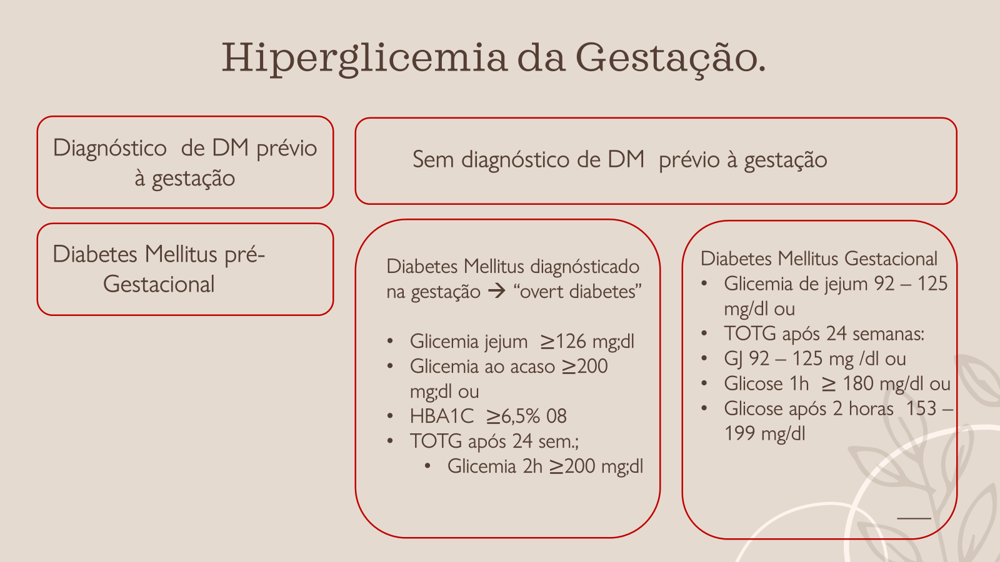 Hiperglicemia da Gestação.
Diagnóstico de DM prévio
à gestação
Sem diagnóstico de DM prévio à gestação
Diabetes Mellitus pré-
Gestacional
Diabetes Mellitus diagnósticado
na gestação → “overt diabetes”
• Glicemia jejum ≥126 mg;dl
• Glicemia ao acaso ≥200
mg;dl ou
• HBA1C ≥6,5% 08
• TOTG após 24 sem.;
• Glicemia 2h ≥200 mg;dl
Diabetes Mellitus Gestacional
• Glicemia de jejum 92 – 125
mg/dl ou
• TOTG após 24 semanas:
• GJ 92 – 125 mg /dl ou
• Glicose 1h ≥ 180 mg/dl ou
• Glicose após 2 horas 153 –
199 mg/dl